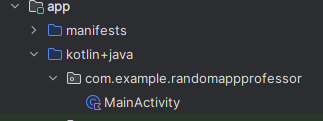 app
manifests
kotlin+java
com.example.randomappprofessor
MainActivity